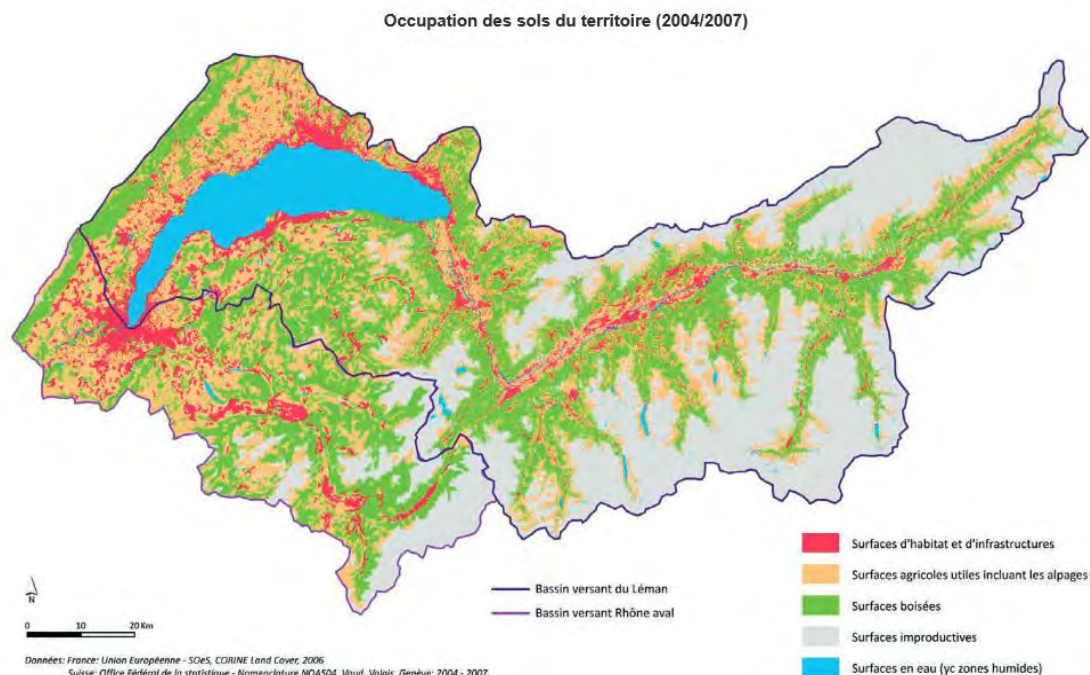 Occupation des sols du territoire (2004/2007)
Surfaces d'habitat et d'infrastructures
Surfaces agricoles utiles incluant les alpages
Surfaces boisées
Surfaces improductives
Surfaces en eau (yc zones humides)
Bassin versant du Léman
Bassin versant Rhône aval
N
0 10 20 Km
Données: France: Union Européenne - SOeS, CORINE Land Cover, 2006
Suisse: Office Fédéral de la statistique - Nomenclature NOAS04, Vaud, Valais, Genève: 2004 - 2007.